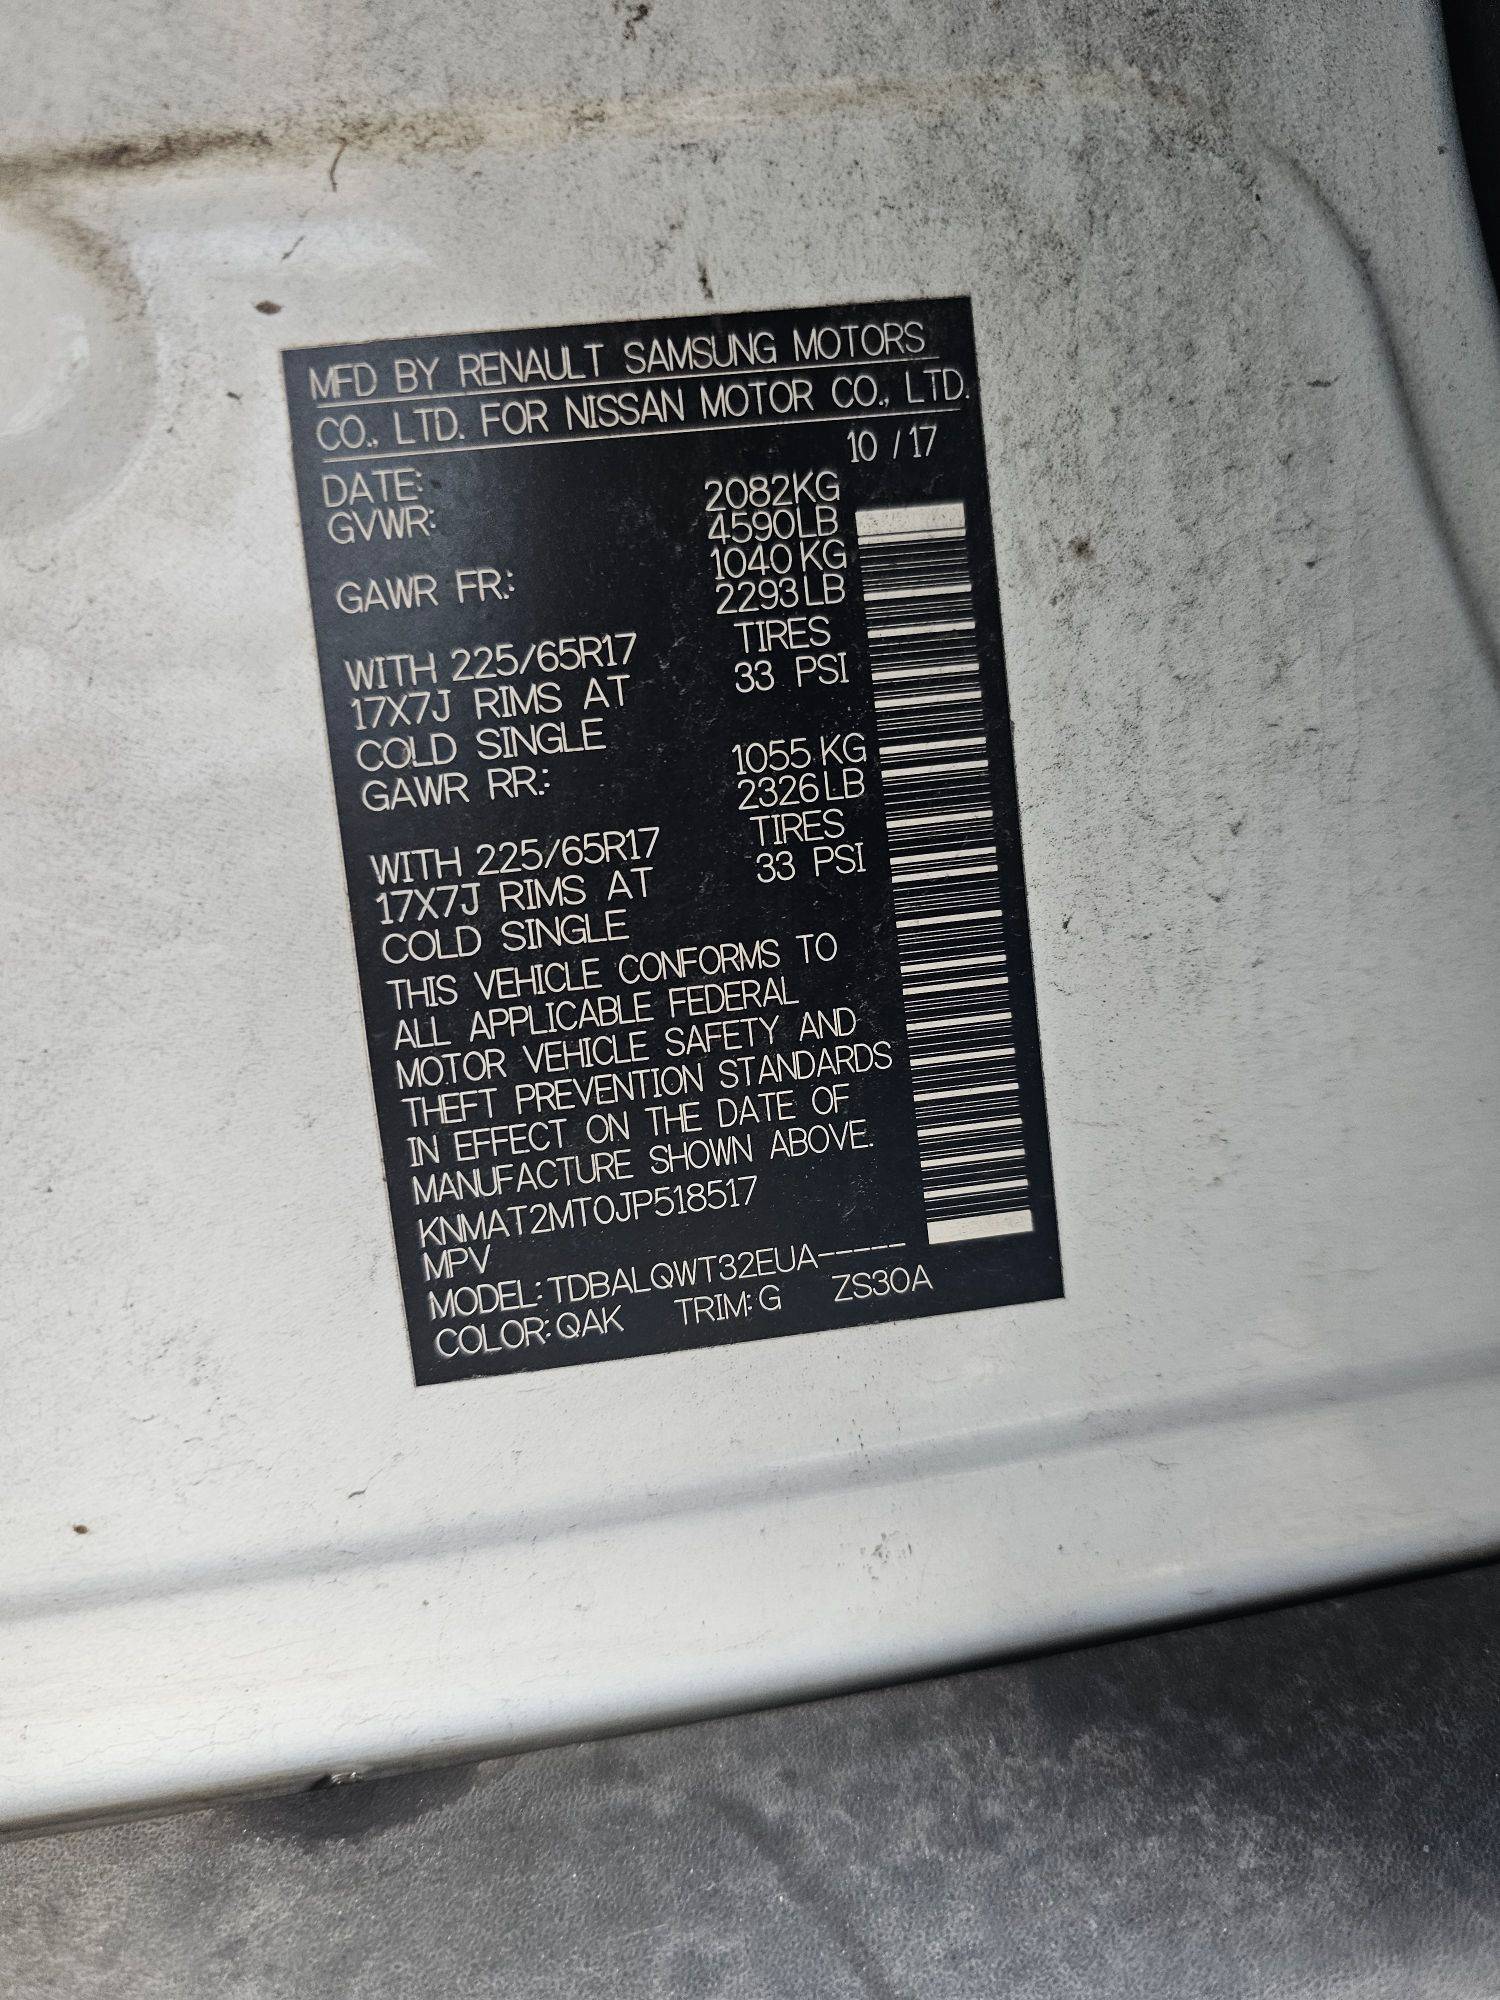 MFD BY RENAULT SAMSUNG MOTORS
CO., LTD. FOR NISSAN MOTOR CO., LTD.
DATE: 10 / 17
GVWR: 2082KG
4590LB
GAWR FR.: 1040 KG
2293 LB
WITH 225/65R17 TIRES
17X7J RIMS AT 33 PSI
COLD SINGLE
GAWR RR.: 1055 KG
2326 LB
WITH 225/65R17 TIRES
17X7J RIMS AT 33 PSI
COLD SINGLE
THIS VEHICLE CONFORMS TO
ALL APPLICABLE FEDERAL
MOTOR VEHICLE SAFETY AND
THEFT PREVENTION STANDARDS
IN EFFECT ON THE DATE OF
MANUFACTURE SHOWN ABOVE.
KNMAT2MT0JP518517
MPV
MODEL: TDBALQWT32EUA-----
COLOR: QAK TRIM: G ZS30A